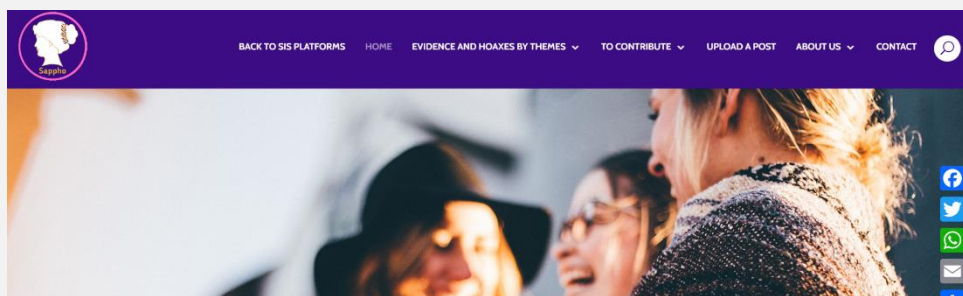 BACK TO SIS PLATFORMS HOME EVIDENCE AND HOAXES BY THEMES TO CONTRIBUTE UPLOAD A POST ABOUT US CONTACT
Sappho